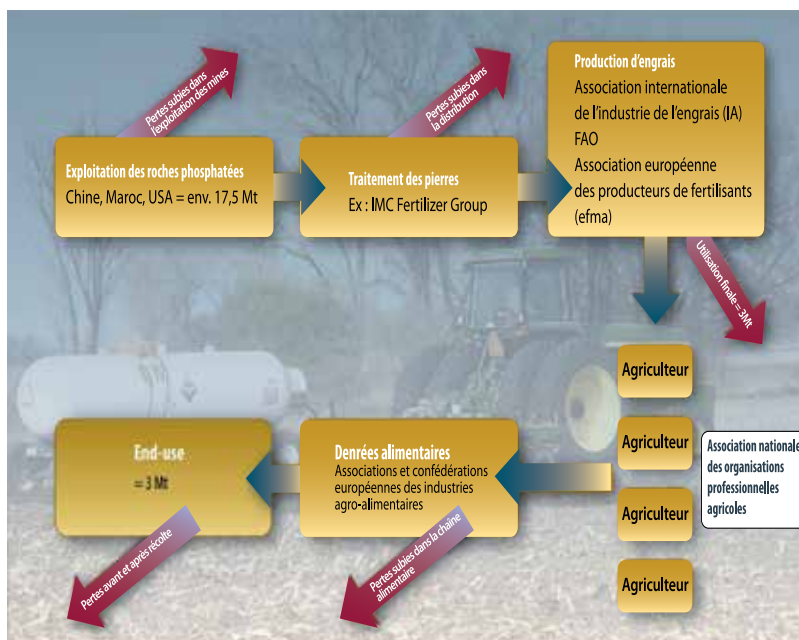 Pertes subies dans
l'exploitation des mines
Exploitation des roches phosphatées
Chine, Maroc, USA = env. 17,5 Mt
Pertes subies dans
la distribution
Traitement des pierres
Ex : IMC Fertilizer Group
Production d'engrais
Association internationale
de l'industrie de l'engrais (IA)
FAO
Association européenne
des producteurs de fertilisants
(efma)
Utilisation finale = 3Mt
Agriculteur
Agriculteur
Agriculteur
Agriculteur
Association nationale
des organisations
professionnelles
agricoles
Denrées alimentaires
Associations et confédérations
européennes des industries
agro-alimentaires
Pertes subies dans la chaîne
alimentaire
End-use
= 3 Mt
Pertes avant et après récolte